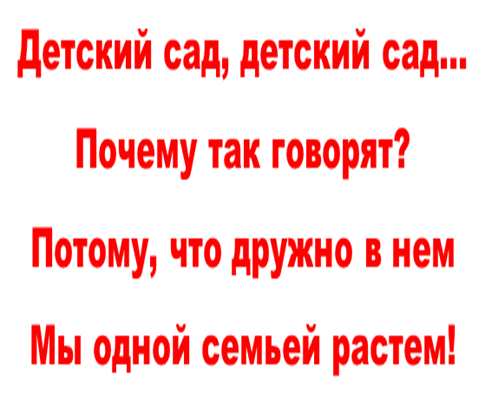 Детский сад, детский сад...
Почему так говорят?
Потому, что дружно в нем
Мы одной семьей растем!